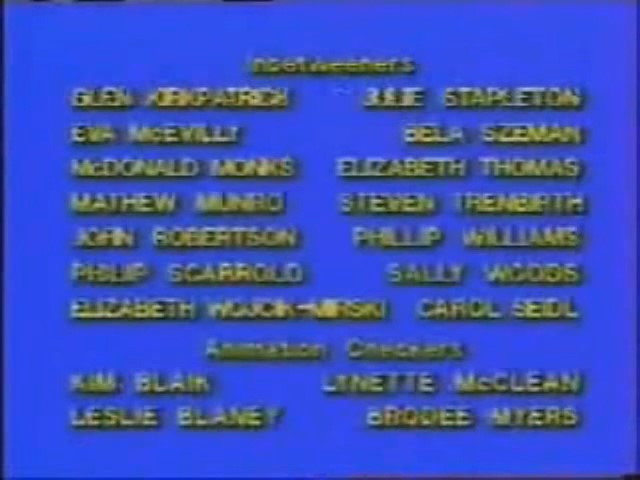 Inbetweeners
GLEN KIRKPATRICK JULIE STAPLETON
EVA McEVILLY BELA SZEMAN
McDONALD MONKS ELIZABETH THOMAS
MATHEW MUNRO STEVEN TRENBIRTH
JOHN ROBERTSON PHILLIP WILLIAMS
PHILIP SCARROLD SALLY WOODS
ELIZABETH WOJCIK-MIRSKI CAROL SEIDL
Animation Checkers
KIM BLAIR LYNETTE McCLEAN
LESLIE BLANEY BRODEE MYERS